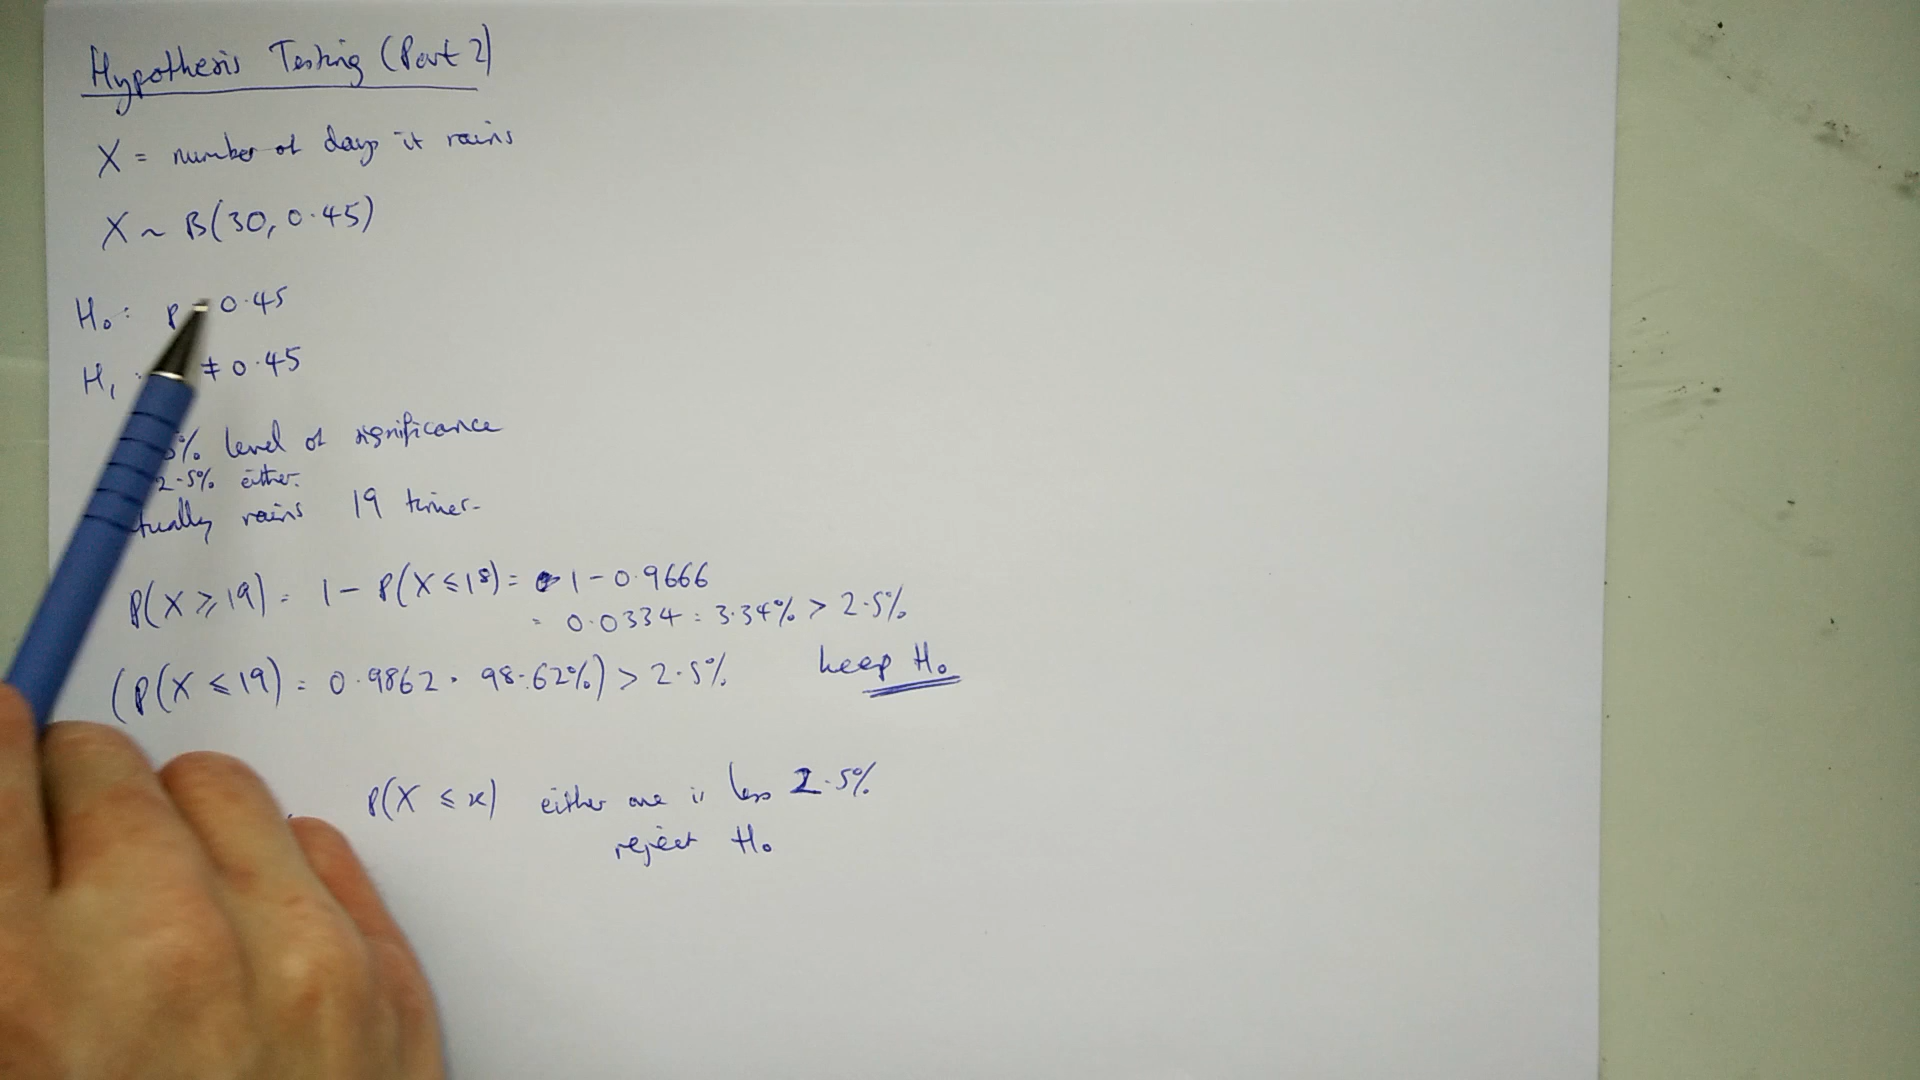 Hypothesis Testing (Part 2)
X = number of days it rains
X ~ B(30, 0.45)
H₀: p = 0.45
H₁: ≠ 0.45
5% level of significance
2.5% either.
tually rains 19 times.
P(X ≥ 19) = 1 - P(X ≤ 18) = 1 - 0.9666
= 0.0334 = 3.34% > 2.5%
(P(X ≤ 19) = 0.9862 = 98.62%) > 2.5% keep H₀
P(X ≤ x) either one is less 2.5%
reject H₀